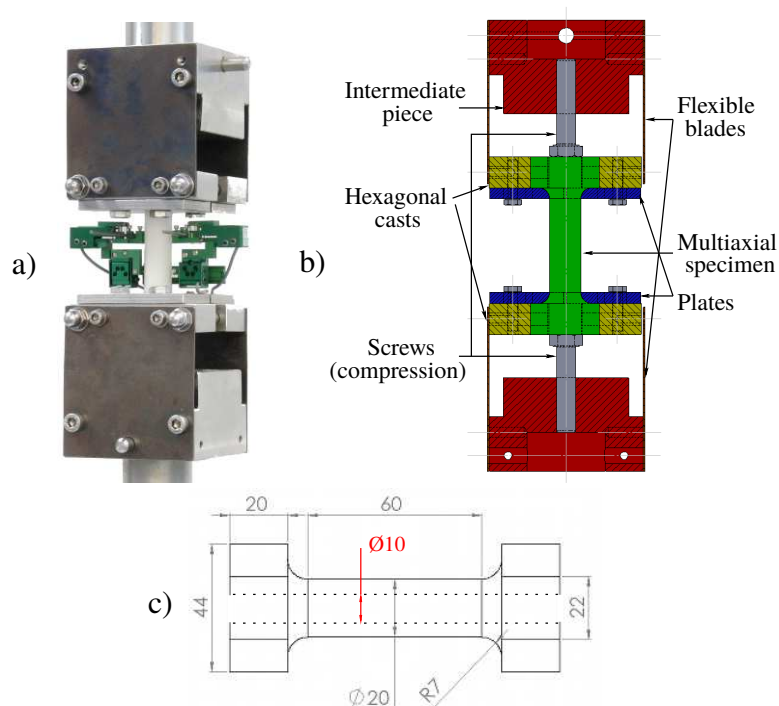 Intermediate
piece
Flexible
blades
Hexagonal
casts
a)
b)
Multiaxial
specimen
Plates
Screws
(compression)
20
60
Ø10
c)
44
22
Ø20
R7